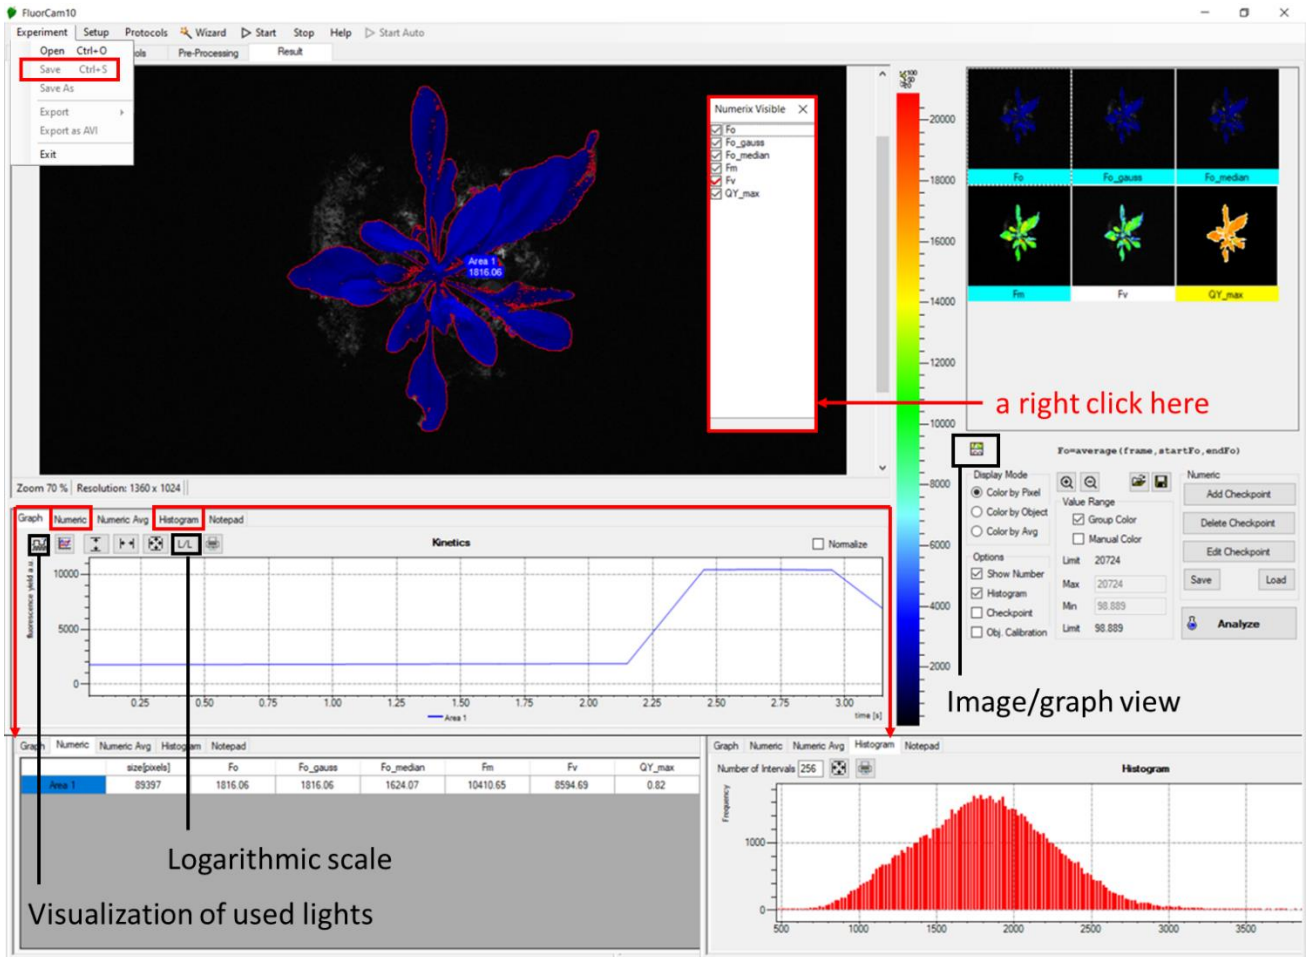 FluorCam10
Experiment Setup Protocols Wizard Start Stop Help Start Auto
Open Ctrl+O
Save Ctrl+S
Save As
Export
Export as AVI
Exit
ols Pre-Processing Result
Area 1
1816.06
Numerix Visible
Fo
Fo_gauss
Fo_median
Fm
Fv
QY_max
20000
18000
16000
14000
12000
10000
8000
6000
4000
2000
Fo Fo_gauss Fo_median
Fm Fv QY_max
a right click here
Fo=average(frame,startFo,endFo)
Zoom 70 % Resolution: 1360 x 1024
Display Mode
Color by Pixel
Color by Object
Color by Avg
Options
Show Number
Histogram
Checkpoint
Obj. Calibration
Value Range
Group Color
Manual Color
Limit 20724
Max 20724
Min 98.889
Limit 98.889
Numeric
Add Checkpoint
Delete Checkpoint
Edit Checkpoint
Save Load
Analyze
Image/graph view
Graph Numeric Numeric Avg Histogram Notepad
Kinetics
Normalize
fluorescence yield a.u.
10000
5000
0
0.25 0.50 0.75 1.00 1.25 1.50 1.75 2.00 2.25 2.50 2.75 3.00
Area 1
time [s]
Graph Numeric Numeric Avg Histogram Notepad
size[pixels] Fo Fo_gauss Fo_median Fm Fv QY_max
Area 1 89397 1816.06 1816.06 1624.07 10410.65 8594.69 0.82
Logarithmic scale
Visualization of used lights
Graph Numeric Numeric Avg Histogram Notepad
Number of Intervals 256
Histogram
Frequency
1000
0
500 1000 1500 2000 2500 3000 3500